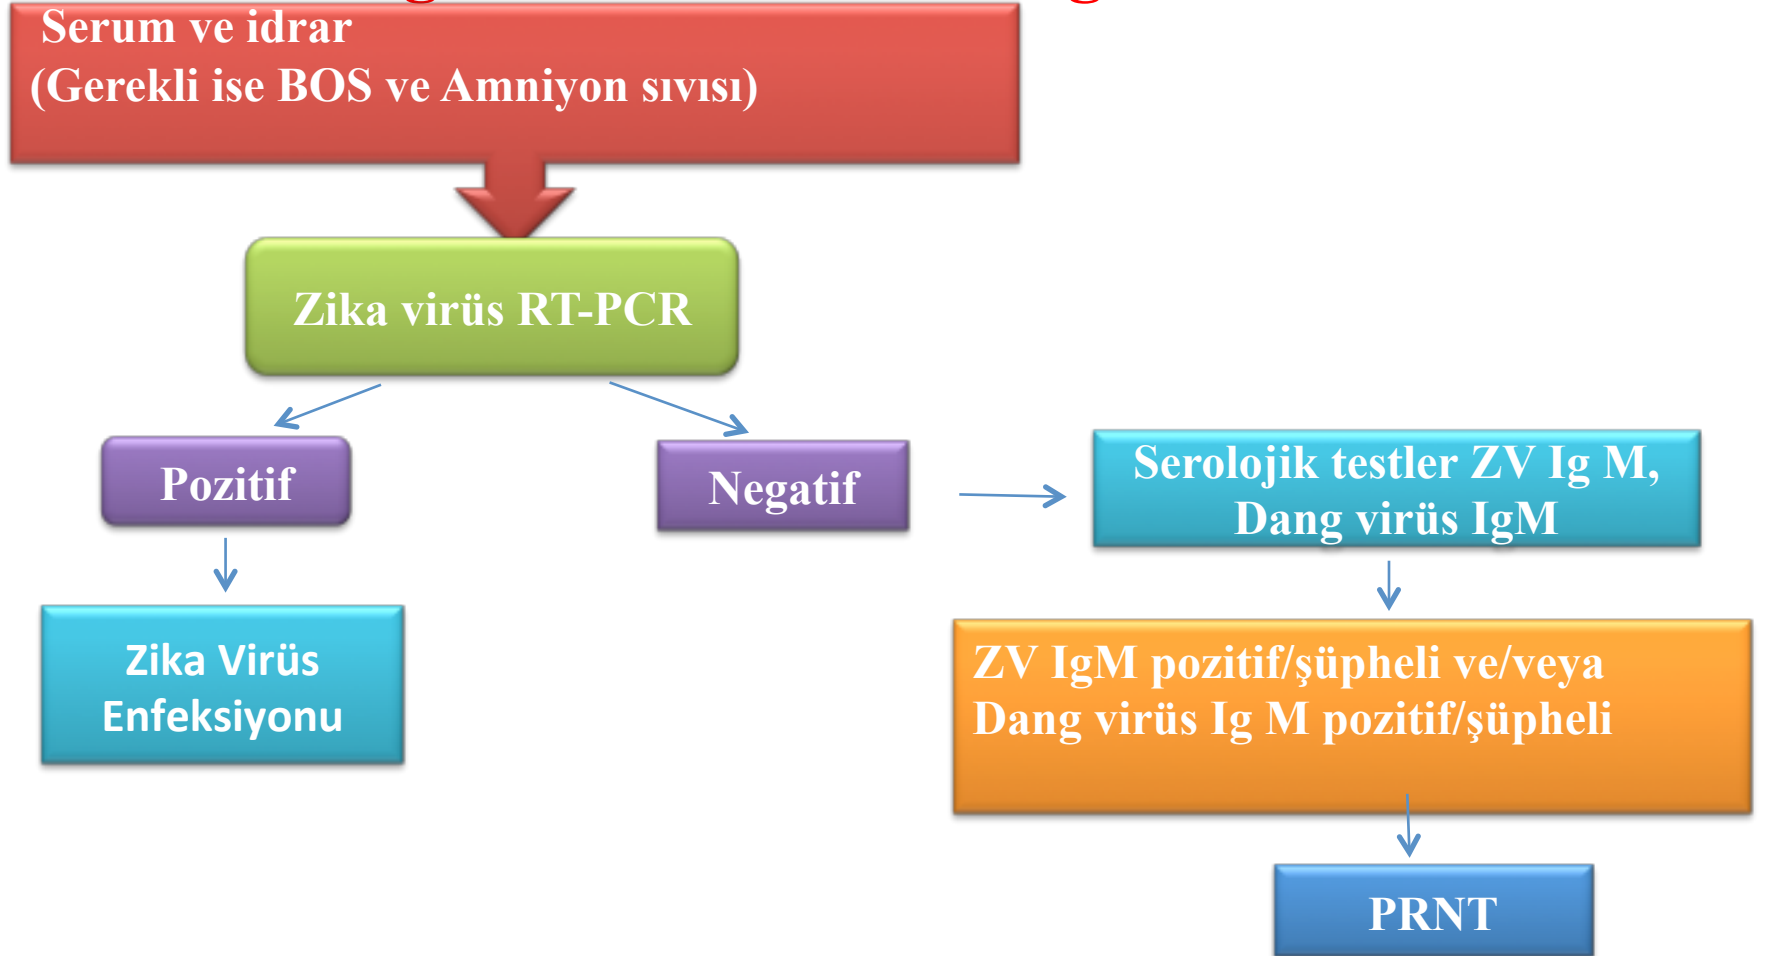 Serum ve idrar
(Gerekli ise BOS ve Amniyon sıvısı)
Zika virüs RT-PCR
Pozitif
Negatif
Serolojik testler ZV Ig M,
Dang virüs IgM
Zika Virüs
Enfeksiyonu
ZV IgM pozitif/şüpheli ve/veya
Dang virüs Ig M pozitif/şüpheli
PRNT